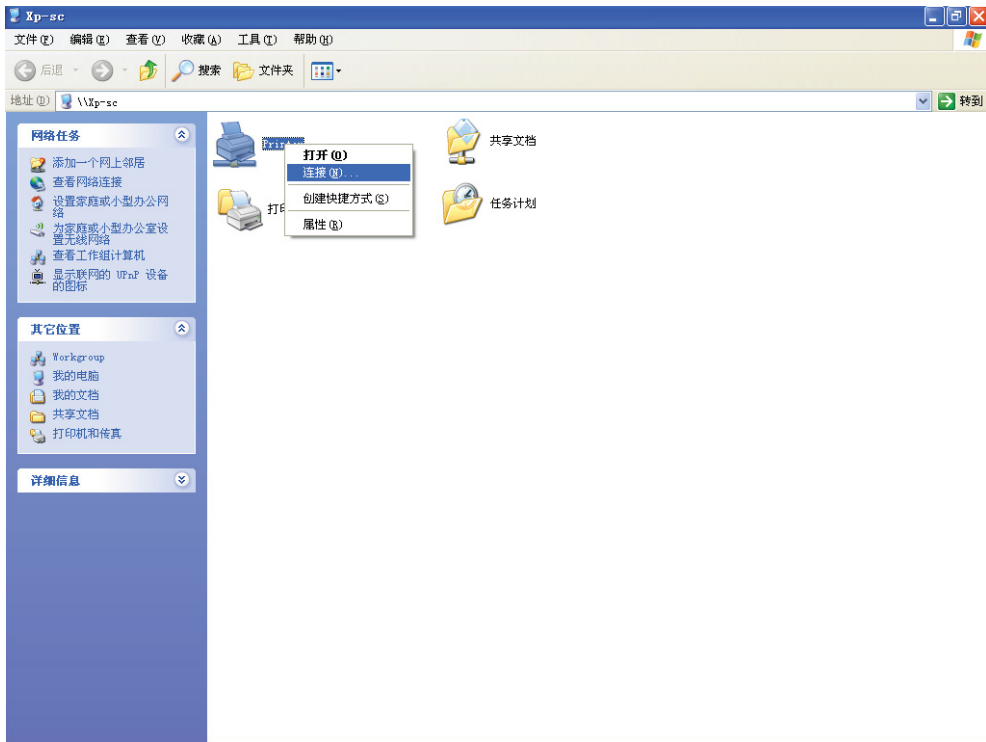 Xp-sc
文件(F) 编辑(E) 查看(V) 收藏(A) 工具(T) 帮助(H)
后退 搜索 文件夹
地址(D) \\Xp-sc 转到
网络任务
添加一个网上邻居
查看网络连接
设置家庭或小型办公网
络
为家庭或小型办公室设
置无线网络
查看工作组计算机
显示联网的 UPnP 设备
的图标
其它位置
Workgroup
我的电脑
我的文档
共享文档
打印机和传真
详细信息
共享文档
打开(O)
连接(N)...
创建快捷方式(S)
属性(R)
任务计划